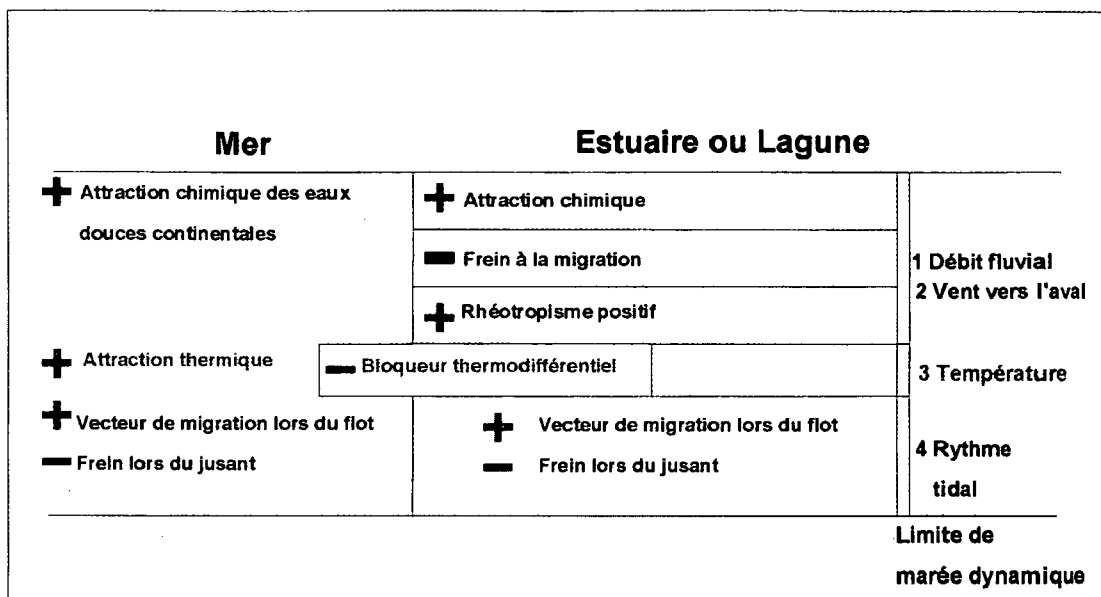 Mer
Estuaire ou Lagune
+ Attraction chimique des eaux
douces continentales
+ Attraction chimique
- Frein à la migration
+ Rhéotropisme positif
1 Débit fluvial
2 Vent vers l'aval
+ Attraction thermique
- Bloqueur thermodifférentiel
3 Température
+ Vecteur de migration lors du flot
- Frein lors du jusant
+ Vecteur de migration lors du flot
- Frein lors du jusant
4 Rythme
tidal
Limite de
marée dynamique